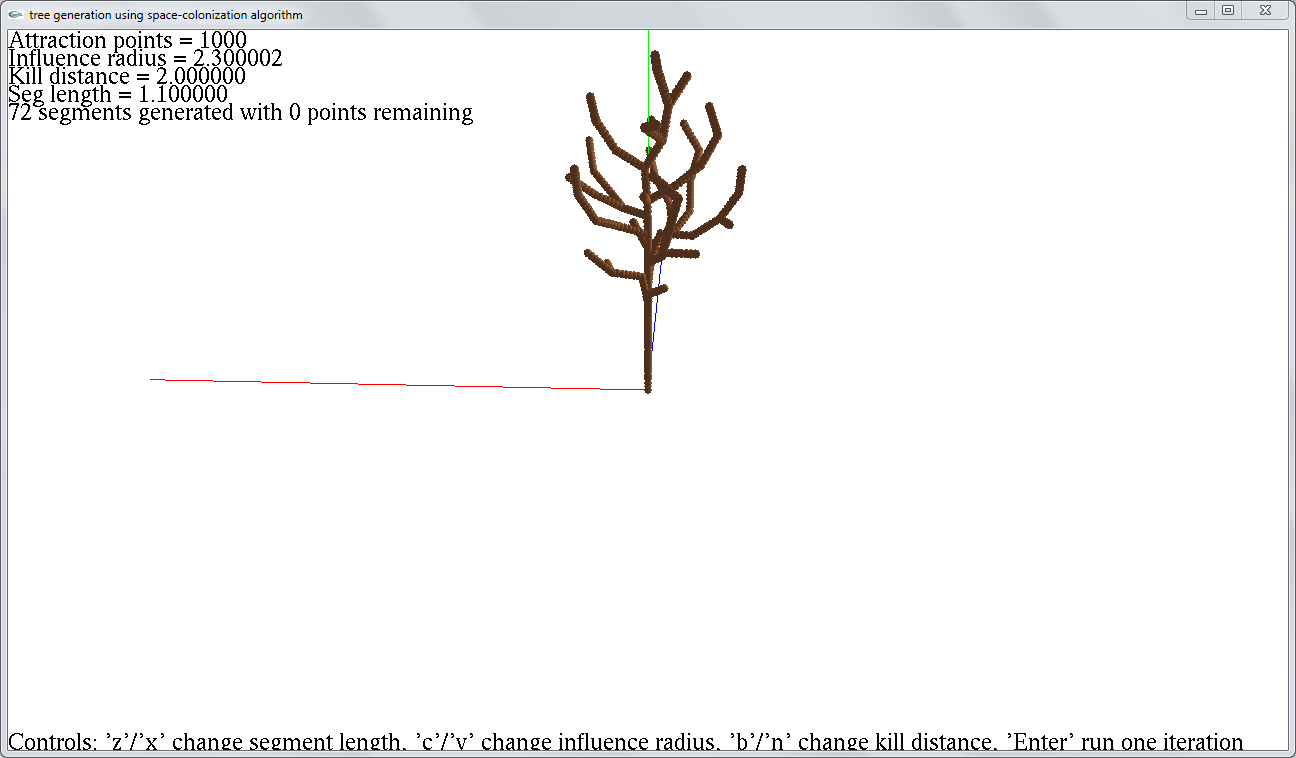 tree generation using space-colonization algorithm
Attraction points = 1000
Influence radius = 2.300002
Kill distance = 2.000000
Seg length = 1.100000
72 segments generated with 0 points remaining
Controls: 'z'/'x' change segment length, 'c'/'v' change influence radius, 'b'/'n' change kill distance, 'Enter' run one iteration